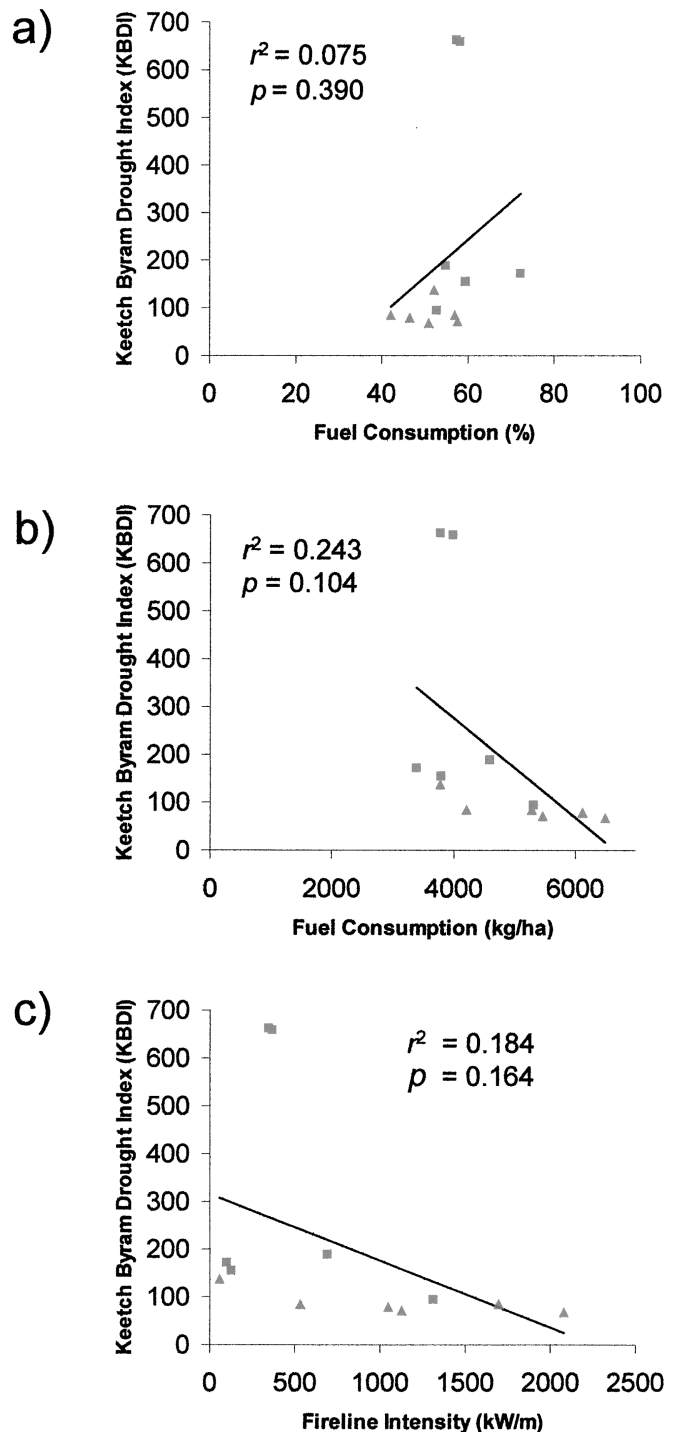 a)
Keetch Byram Drought Index (KBDI)
700
600
500
400
300
200
100
0
r² = 0.075
p = 0.390
0 20 40 60 80 100
Fuel Consumption (%)
b)
Keetch Byram Drought Index (KBDI)
700
600
500
400
300
200
100
0
r² = 0.243
p = 0.104
0 2000 4000 6000
Fuel Consumption (kg/ha)
c)
Keetch Byram Drought Index (KBDI)
700
600
500
400
300
200
100
0
r² = 0.184
p = 0.164
0 500 1000 1500 2000 2500
Fireline Intensity (kW/m)